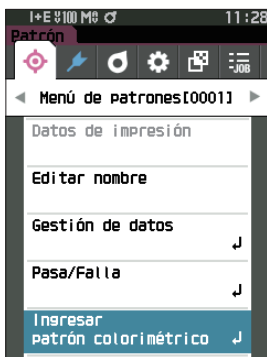 I+E 100 M0 11:28
Patrón
-JOB
Menú de patrones[0001]
Datos de impresión
Editar nombre
Gestión de datos
Pasa/Falla
Ingresar
patrón colorimétrico